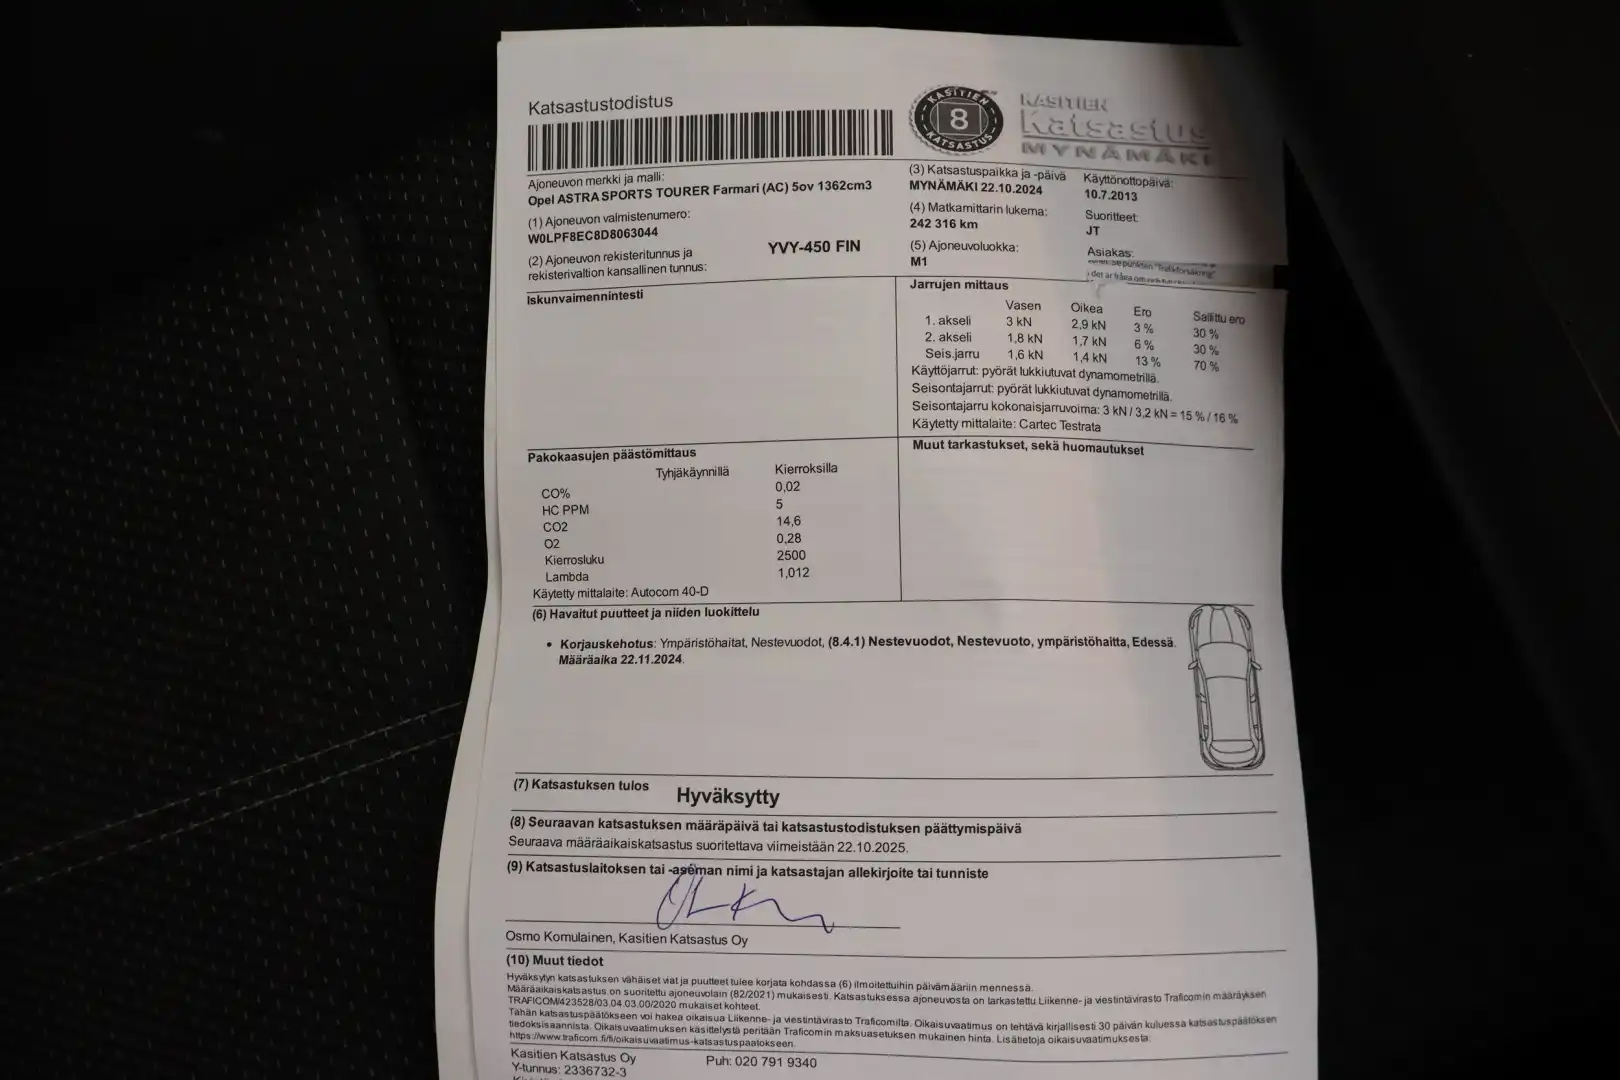 Katsastustodistus
KASITIEN
8
KATSASTUS
KASITIEN
Katsastus
MYNÄMÄKI
Ajoneuvon merkki ja malli:
Opel ASTRA SPORTS TOURER Farmari (AC) 5ov 1362cm3
(1) Ajoneuvon valmistenumero:
W0LPF8EC8D8063044
(2) Ajoneuvon rekisteritunnus ja
rekisterivaltion kansallinen tunnus:
YVY-450 FIN
(3) Katsastuspaikka ja -päivä
MYNÄMÄKI 22.10.2024
(4) Matkamittarin lukema:
242 316 km
(5) Ajoneuvoluokka:
M1
Käyttönottopäivä:
10.7.2013
Suoritteet:
JT
Asiakas:
Iskunvaimennintesti
Jarrujen mittaus
Vasen Oikea Ero Sallittu ero
1. akseli 3 kN 2,9 kN 3 % 30 %
2. akseli 1,8 kN 1,7 kN 6 % 30 %
Seis.jarru 1,6 kN 1,4 kN 13 % 70 %
Käyttöjarrut: pyörät lukkiutuvat dynamometrillä.
Seisontajarrut: pyörät lukkiutuvat dynamometrillä.
Seisontajarru kokonaisjarruvoima: 3 kN / 3,2 kN = 15 % / 16 %
Käytetty mittalaite: Cartec Testrata
Pakokaasujen päästömittaus
Tyhjäkäynnillä Kierroksilla
CO% 0,02
HC PPM 5
CO2 14,6
O2 0,28
Kierrosluku 2500
Lambda 1,012
Käytetty mittalaite: Autocom 40-D
Muut tarkastukset, sekä huomautukset
(6) Havaitut puutteet ja niiden luokittelu
• Korjauskehotus: Ympäristöhaitat, Nestevuodot, (8.4.1) Nestevuodot, Nestevuoto, ympäristöhaitta, Edessä.
Määräaika 22.11.2024.
(7) Katsastuksen tulos Hyväksytty
(8) Seuraavan katsastuksen määräpäivä tai katsastustodistuksen päättymispäivä
Seuraava määräaikaiskatsastus suoritettava viimeistään 22.10.2025.
(9) Katsastuslaitoksen tai -aseman nimi ja katsastajan allekirjoite tai tunniste
Osmo Komulainen, Kasitien Katsastus Oy
(10) Muut tiedot
Hyväksytyn katsastuksen vähäiset viat ja puutteet tulee korjata kohdassa (6) ilmoitettuihin päivämääriin mennessä.
Määräaikaiskatsastus on suoritettu ajoneuvolain (82/2021) mukaisesti. Katsastuksessa ajoneuvosta on tarkastettu Liikenne- ja viestintävirasto Traficomin määräyksen
TRAFICOM/423528/03.04.03.00/2020 mukaiset kohteet.
Tähän katsastuspäätökseen voi hakea oikaisua Liikenne- ja viestintävirasto Traficomilta. Oikaisuvaatimus on tehtävä kirjallisesti 30 päivän kuluessa katsastuspäätöksen
tiedoksisaannista. Oikaisuvaatimuksen käsittelystä peritään Traficomin maksuasetuksen mukainen hinta. Lisätietoja oikaisuvaatimuksesta:
https://www.traficom.fi/fi/oikaisuvaatimus-katsastuspaatokseen.
Kasitien Katsastus Oy Puh: 020 791 9340
Y-tunnus: 2336732-3